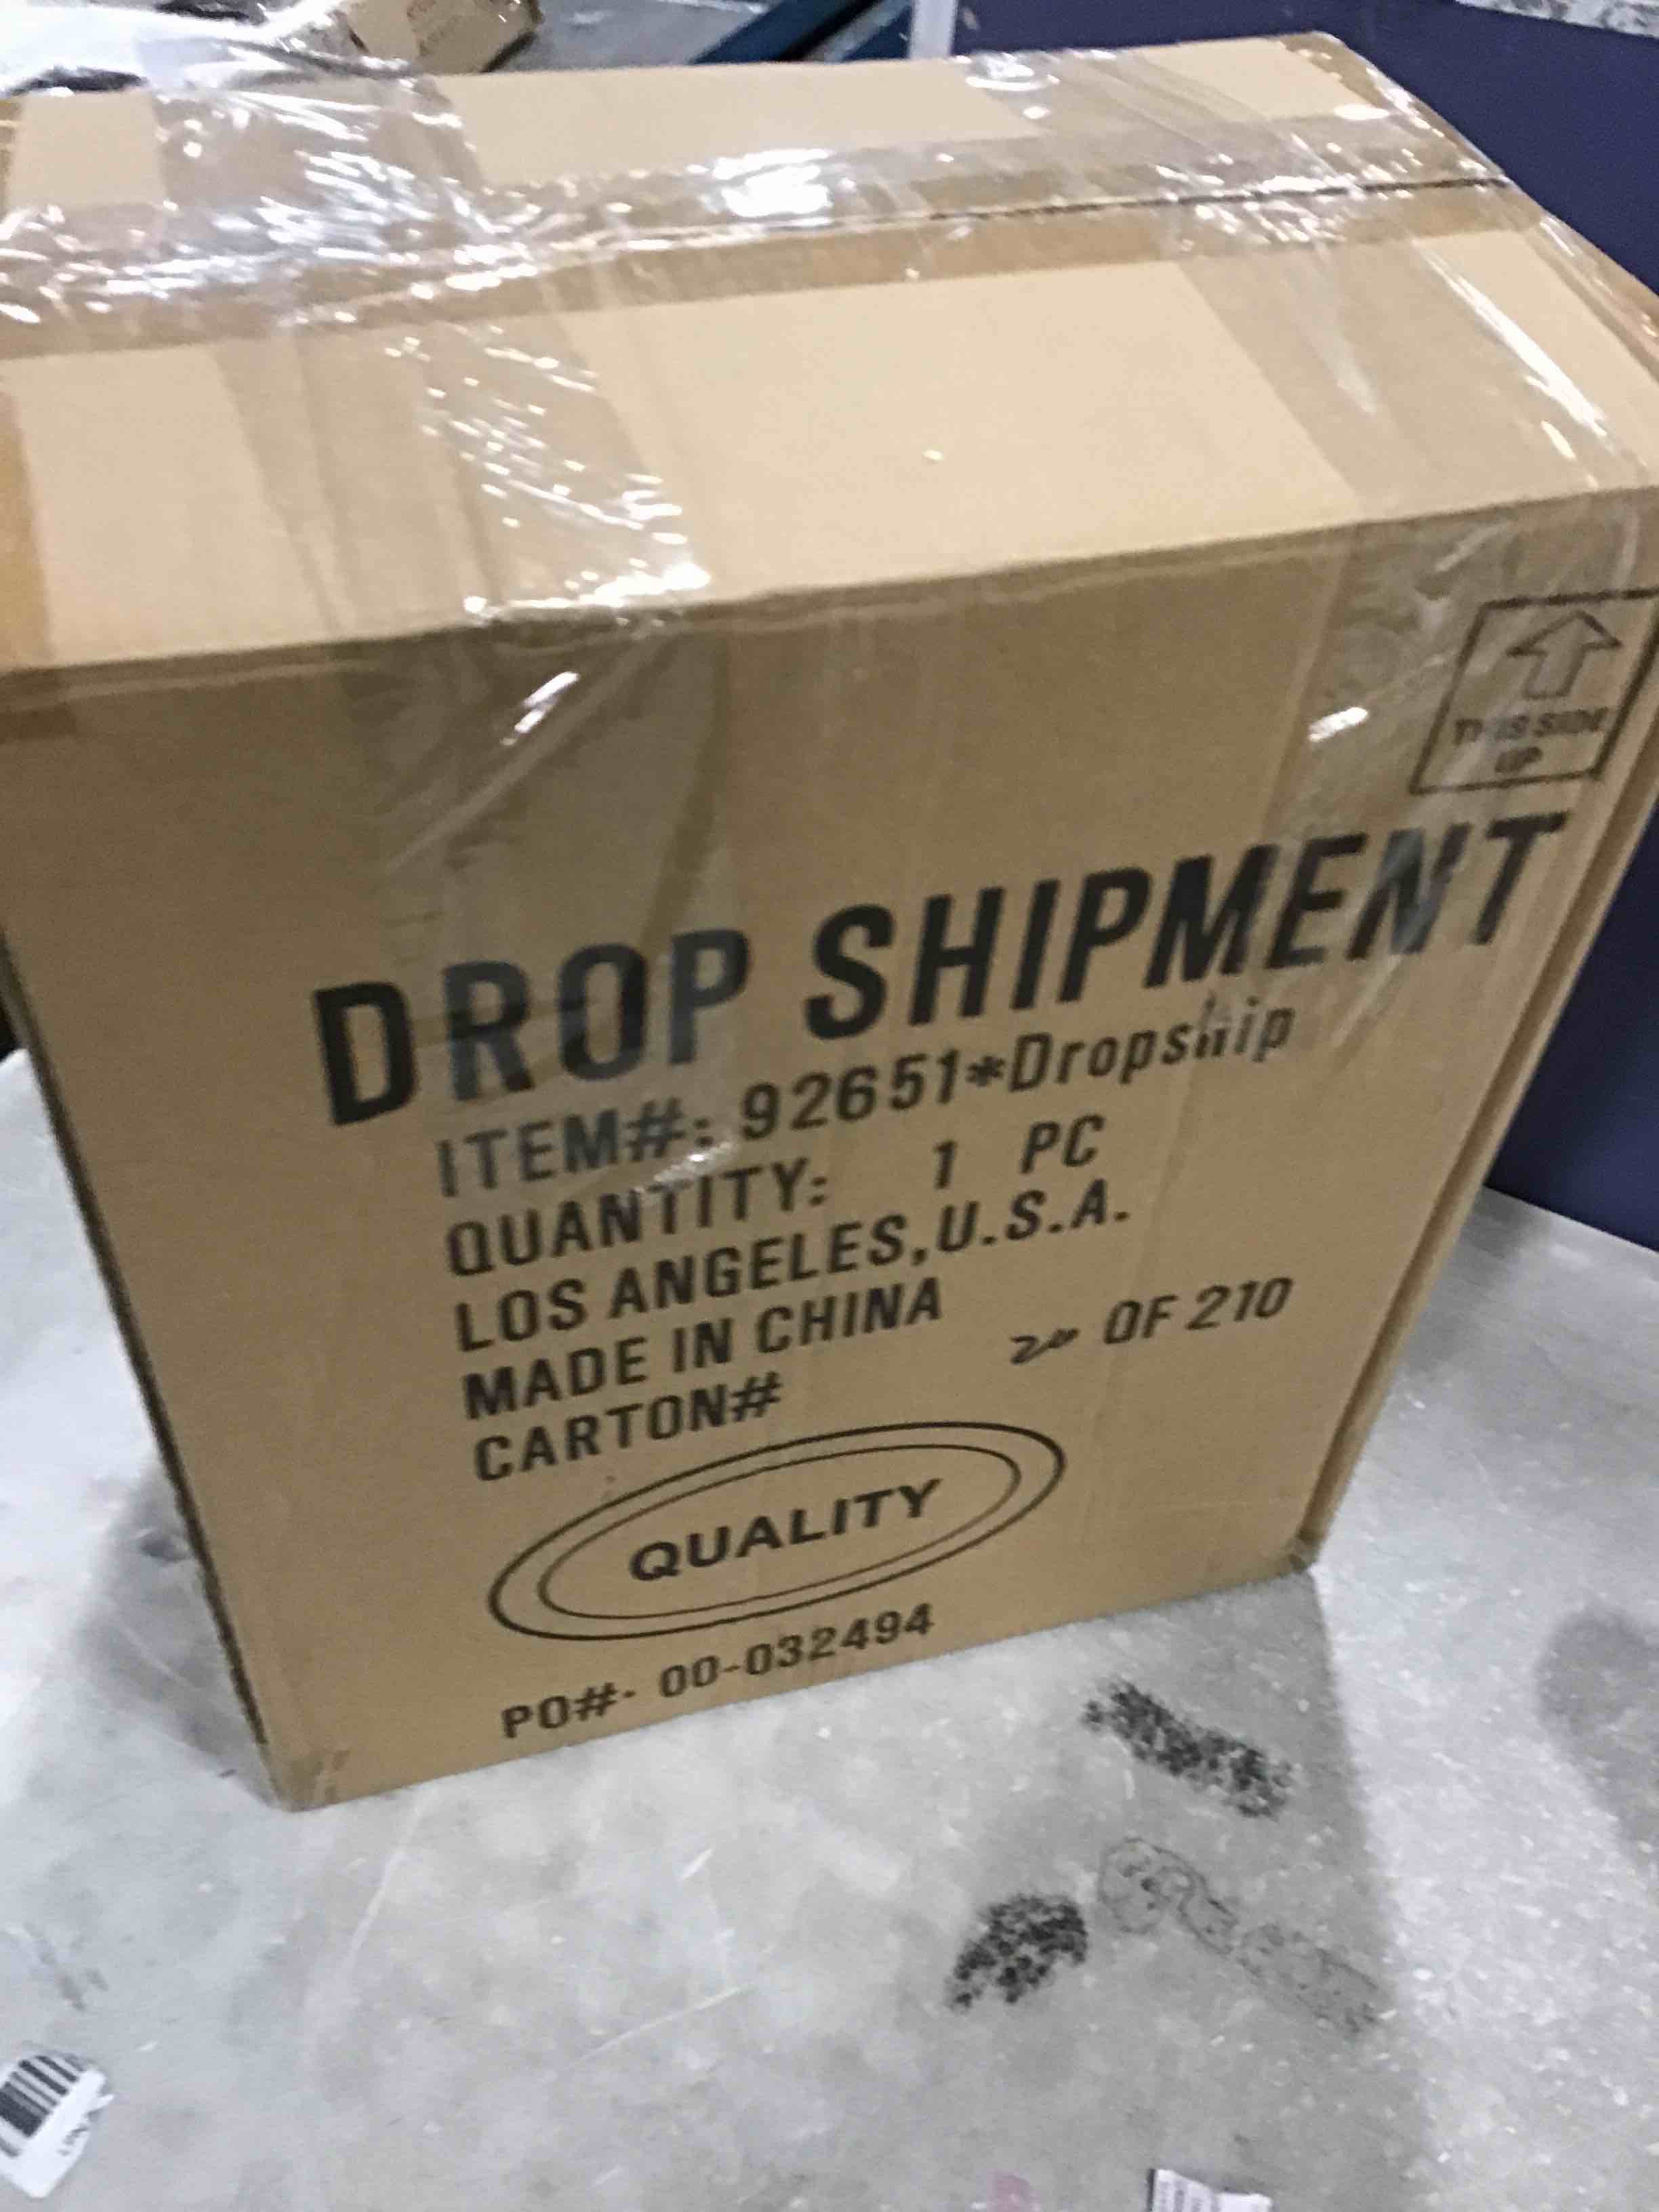 THIS SIDE
UP
DROP SHIPMENT
ITEM#: 92651*Dropship
QUANTITY: 1 PC
LOS ANGELES,U.S.A.
MADE IN CHINA
CARTON# OF 210
QUALITY
PO#- 00-032494